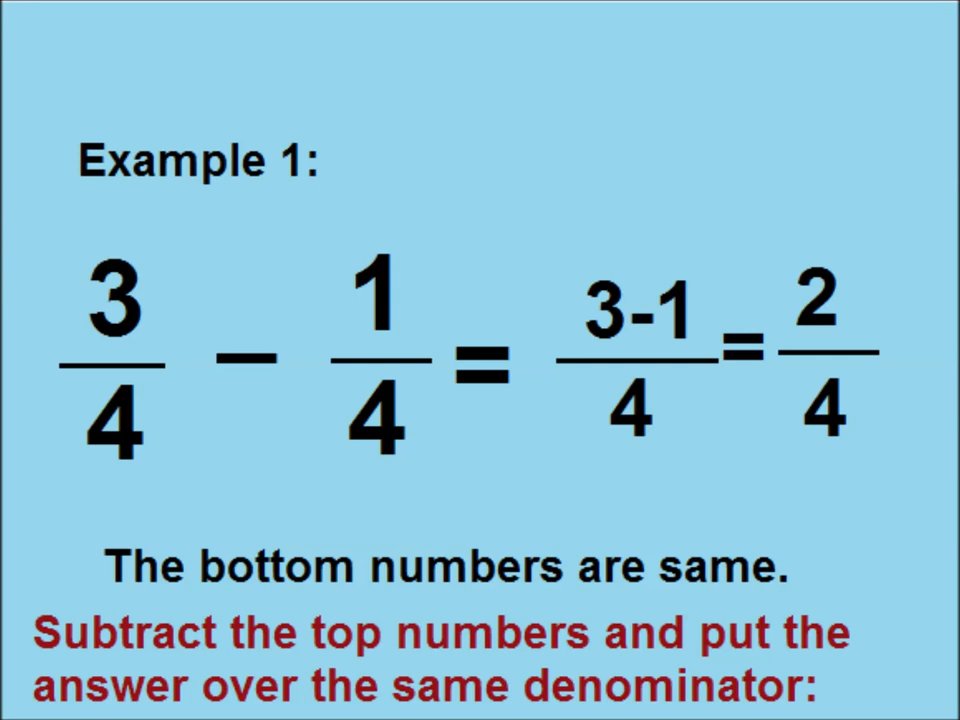 Example 1:
3/4 – 1/4 = 3-1/4 = 2/4
The bottom numbers are same.
Subtract the top numbers and put the
answer over the same denominator: